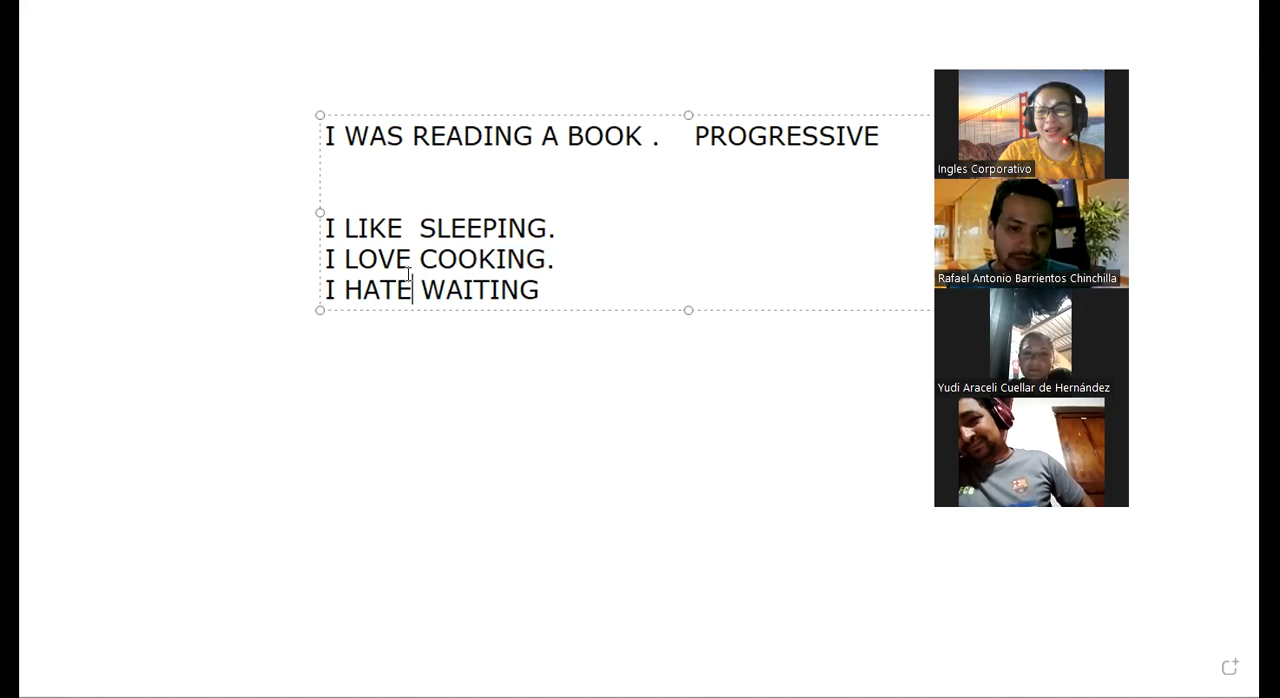 I WAS READING A BOOK . PROGRESSIVE
I LIKE SLEEPING.
I LOVE COOKING.
I HATE WAITING
Ingles Corporativo
Rafael Antonio Barrientos Chinchilla
Yudi Araceli Cuellar de Hernández
FCB